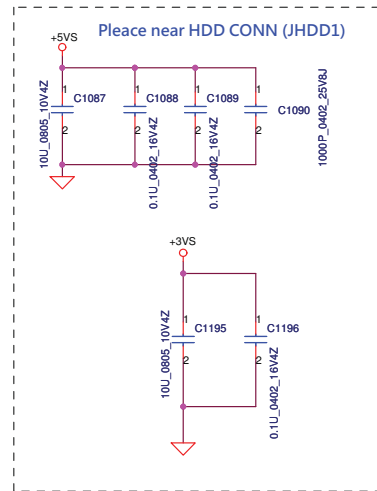 Pleace near HDD CONN (JHDD1)
+5VS
1
C1087
2
10U_0805_10V4Z
1
C1088
2
0.1U_0402_16V4Z
1
C1089
2
0.1U_0402_16V4Z
1
C1090
2
1000P_0402_25V8J
+3VS
1
C1195
2
10U_0805_10V4Z
1
C1196
2
0.1U_0402_16V4Z